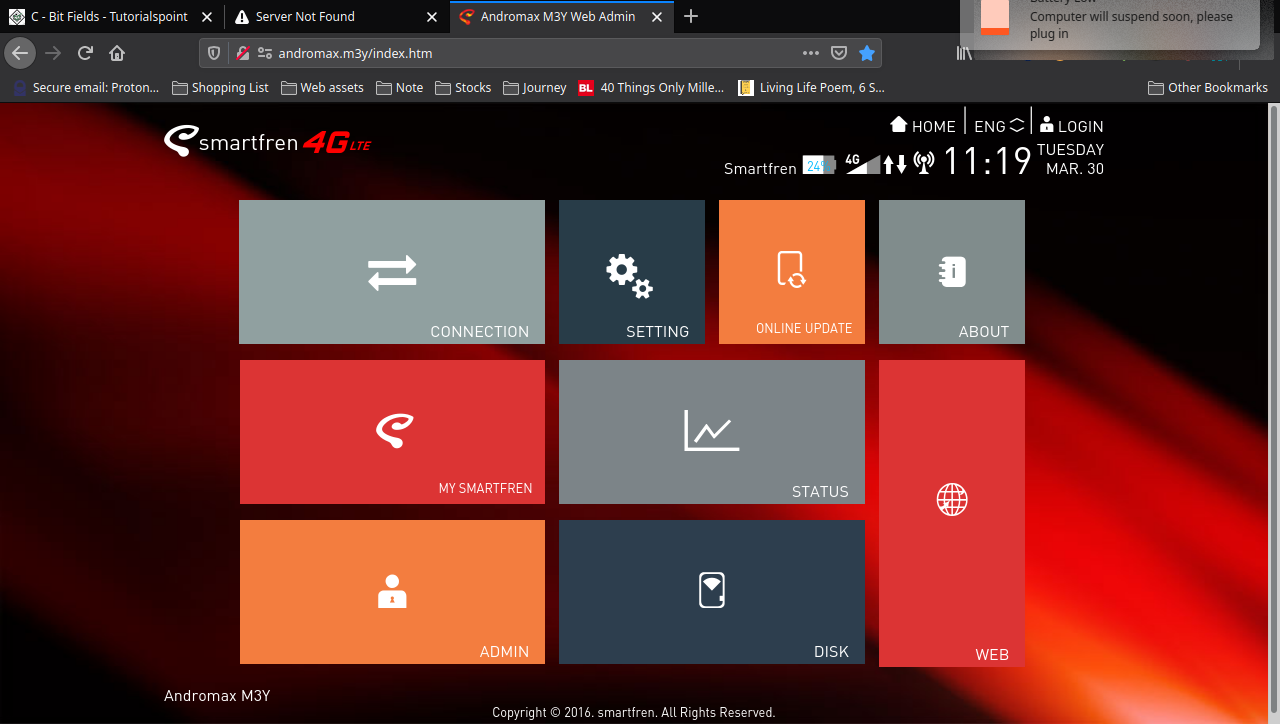 C - Bit Fields - Tutorialspoint
Server Not Found
Andromax M3Y Web Admin
Battery Low
Computer will suspend soon, please
plug in
andromax.m3y/index.htm
Secure email: Proton...
Shopping List
Web assets
Note
Stocks
Journey
BL
40 Things Only Mille...
Living Life Poem, 6 S...
Other Bookmarks
smartfren 4G LTE
HOME
ENG
LOGIN
Smartfren
24%
4G
11:19
TUESDAY
MAR. 30
CONNECTION
SETTING
ONLINE UPDATE
ABOUT
MY SMARTFREN
STATUS
ADMIN
DISK
WEB
Andromax M3Y
Copyright © 2016. smartfren. All Rights Reserved.